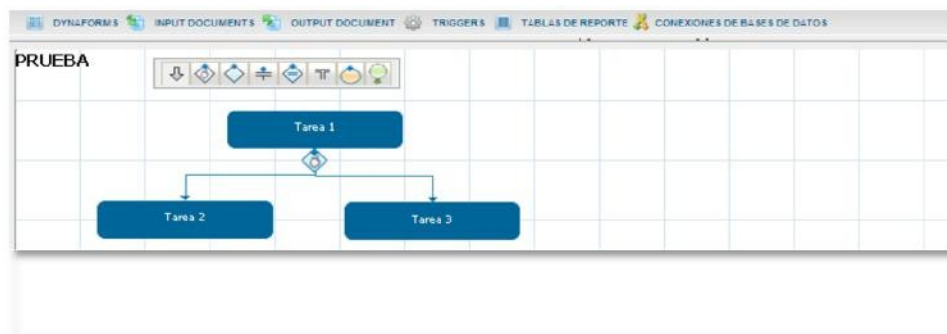 DYNAFORMS INPUT DOCUMENTS OUTPUT DOCUMENT TRIGGERS TABLAS DE REPORTE CONEXIONES DE BASES DE DATOS
PRUEBA
Tarea 1
Tarea 2 Tarea 3